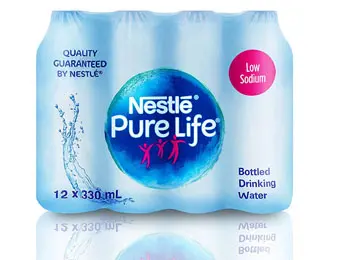 QUALITY
GUARANTEED
BY NESTLÉ®
Low
Sodium
Nestlé®
Pure Life®
12 x 330 mL
Bottled
Drinking
Water